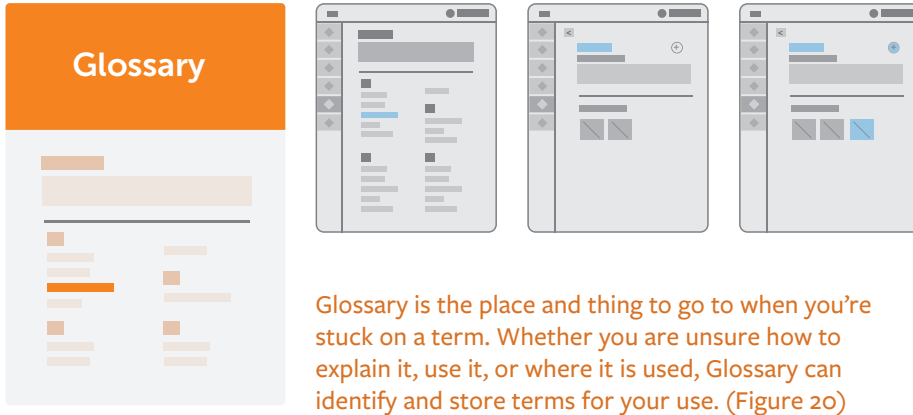 Glossary
Glossary is the place and thing to go to when you’re
stuck on a term. Whether you are unsure how to
explain it, use it, or where it is used, Glossary can
identify and store terms for your use. (Figure 20)